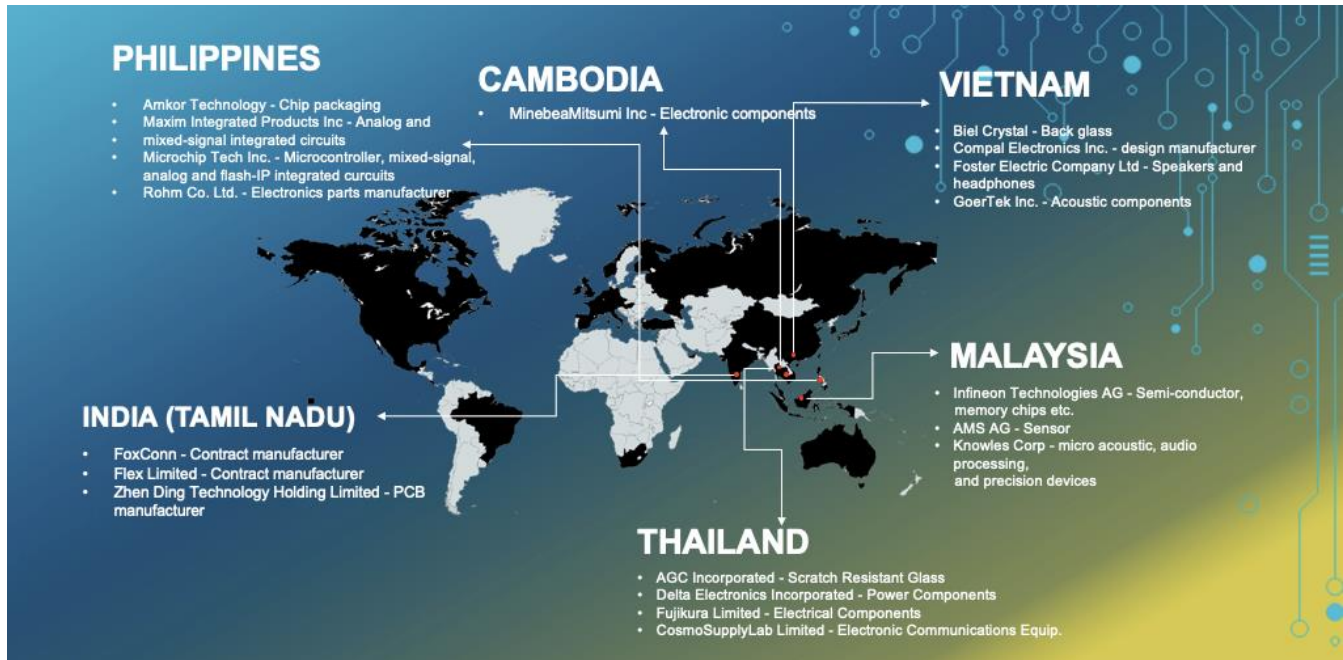 PHILIPPINES
• Amkor Technology - Chip packaging
• Maxim Integrated Products Inc - Analog and
• mixed-signal integrated circuits
• Microchip Tech Inc. - Microcontroller, mixed-signal,
analog and flash-IP integrated curcuits
• Rohm Co. Ltd. - Electronics parts manufacturer
CAMBODIA
• MinebeaMitsumi Inc - Electronic components
VIETNAM
• Biel Crystal - Back glass
• Compal Electronics Inc. - design manufacturer
• Foster Electric Company Ltd - Speakers and
headphones
• GoerTek Inc. - Acoustic components
MALAYSIA
• Infineon Technologies AG - Semi-conductor,
memory chips etc.
• AMS AG - Sensor
• Knowles Corp - micro acoustic, audio
processing,
and precision devices
INDIA (TAMIL NADU)
• FoxConn - Contract manufacturer
• Flex Limited - Contract manufacturer
• Zhen Ding Technology Holding Limited - PCB
manufacturer
THAILAND
• AGC Incorporated - Scratch Resistant Glass
• Delta Electronics Incorporated - Power Components
• Fujikura Limited - Electrical Components
• CosmoSupplyLab Limited - Electronic Communications Equip.